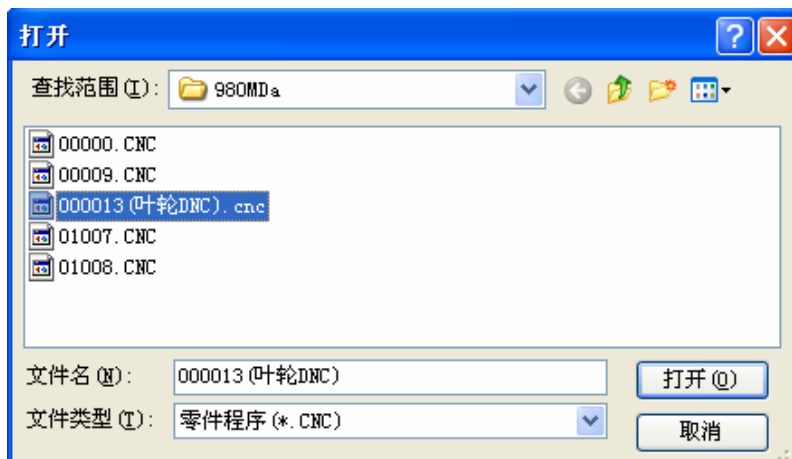 打开
查找范围(I): 980MDa
00000.CNC
00009.CNC
000013(叶轮DNC).cnc
01007.CNC
01008.CNC
文件名(N): 000013(叶轮DNC) 打开(O)
文件类型(T): 零件程序(*.CNC) 取消